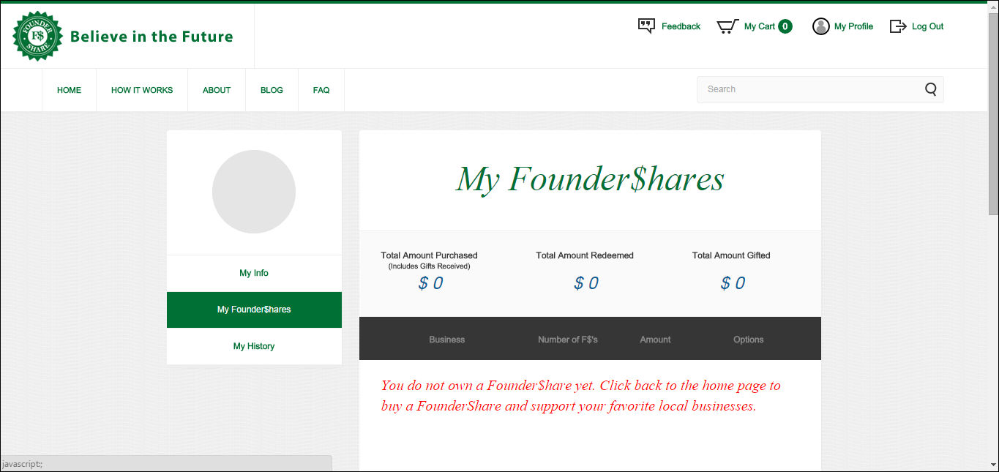 FOUNDER
F$
SHARE
Believe in the Future
Feedback
My Cart 0
My Profile
Log Out
HOME
HOW IT WORKS
ABOUT
BLOG
FAQ
Search
My Info
My Founder$hares
My History
My Founder$hares
Total Amount Purchased
(Includes Gifts Received)
$ 0
Total Amount Redeemed
$ 0
Total Amount Gifted
$ 0
Business Number of F$'s Amount Options
You do not own a Founder$hare yet. Click back to the home page to
buy a Founder$hare and support your favorite local businesses.
javascript:;